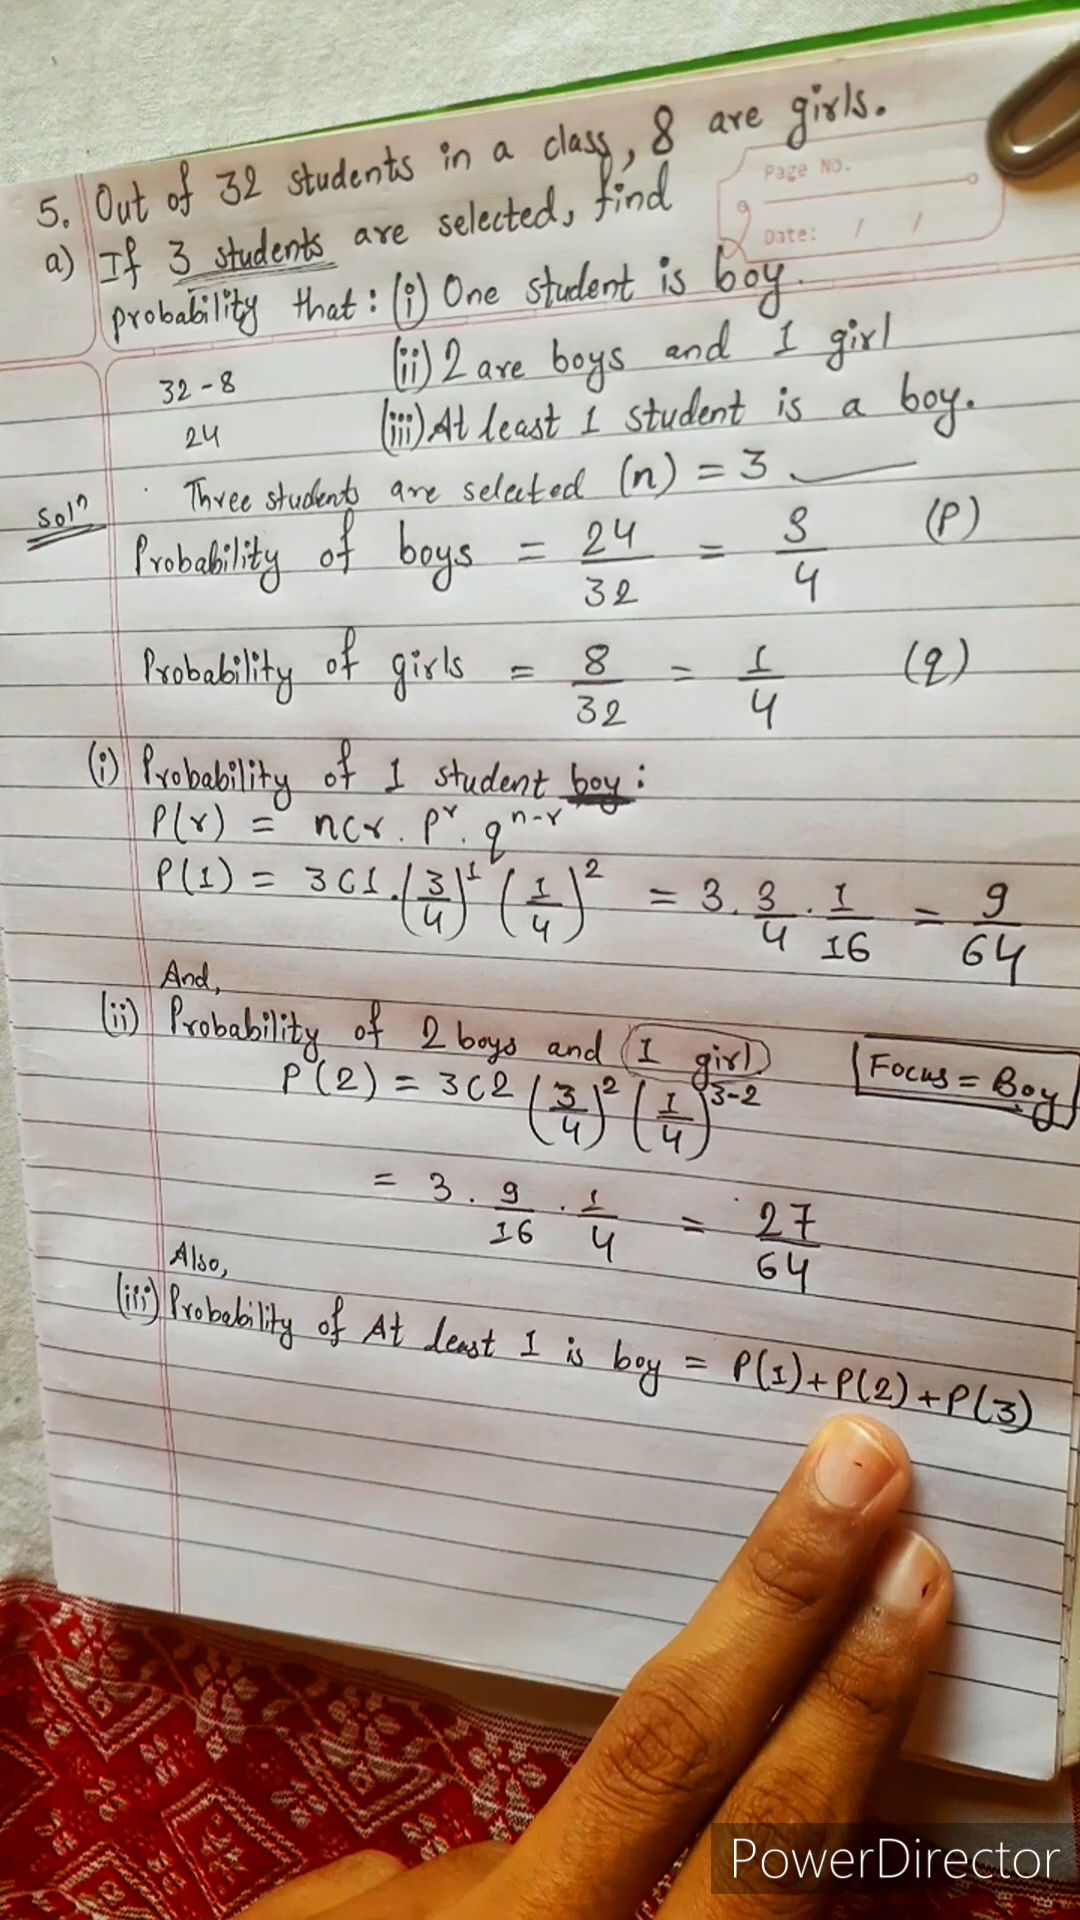 Page No.
Date: / /
5. Out of 32 students in a class, 8 are girls.
a) If 3 students are selected, find
probability that: (i) One student is boy.
(ii) 2 are boys and 1 girl
(iii) At least 1 student is a boy.
32-8
24
Solⁿ
Three students are selected (n) = 3
Probability of boys = 24/32 = 3/4 (P)
Probability of girls = 8/32 = 1/4 (q)
(i) Probability of 1 student boy:
P(r) = ncr. pʳ. qⁿ⁻ʳ
P(1) = 3C1. (3/4)¹ (1/4)² = 3. 3/4 . 1/16 = 9/64
And,
(ii) Probability of 2 boys and 1 girl
Focus = Boy
P(2) = 3C2 (3/4)² (1/4)³⁻²
= 3 . 9/16 . 1/4 = 27/64
Also,
(iii) Probability of At least 1 is boy = P(1)+P(2)+P(3)
PowerDirector